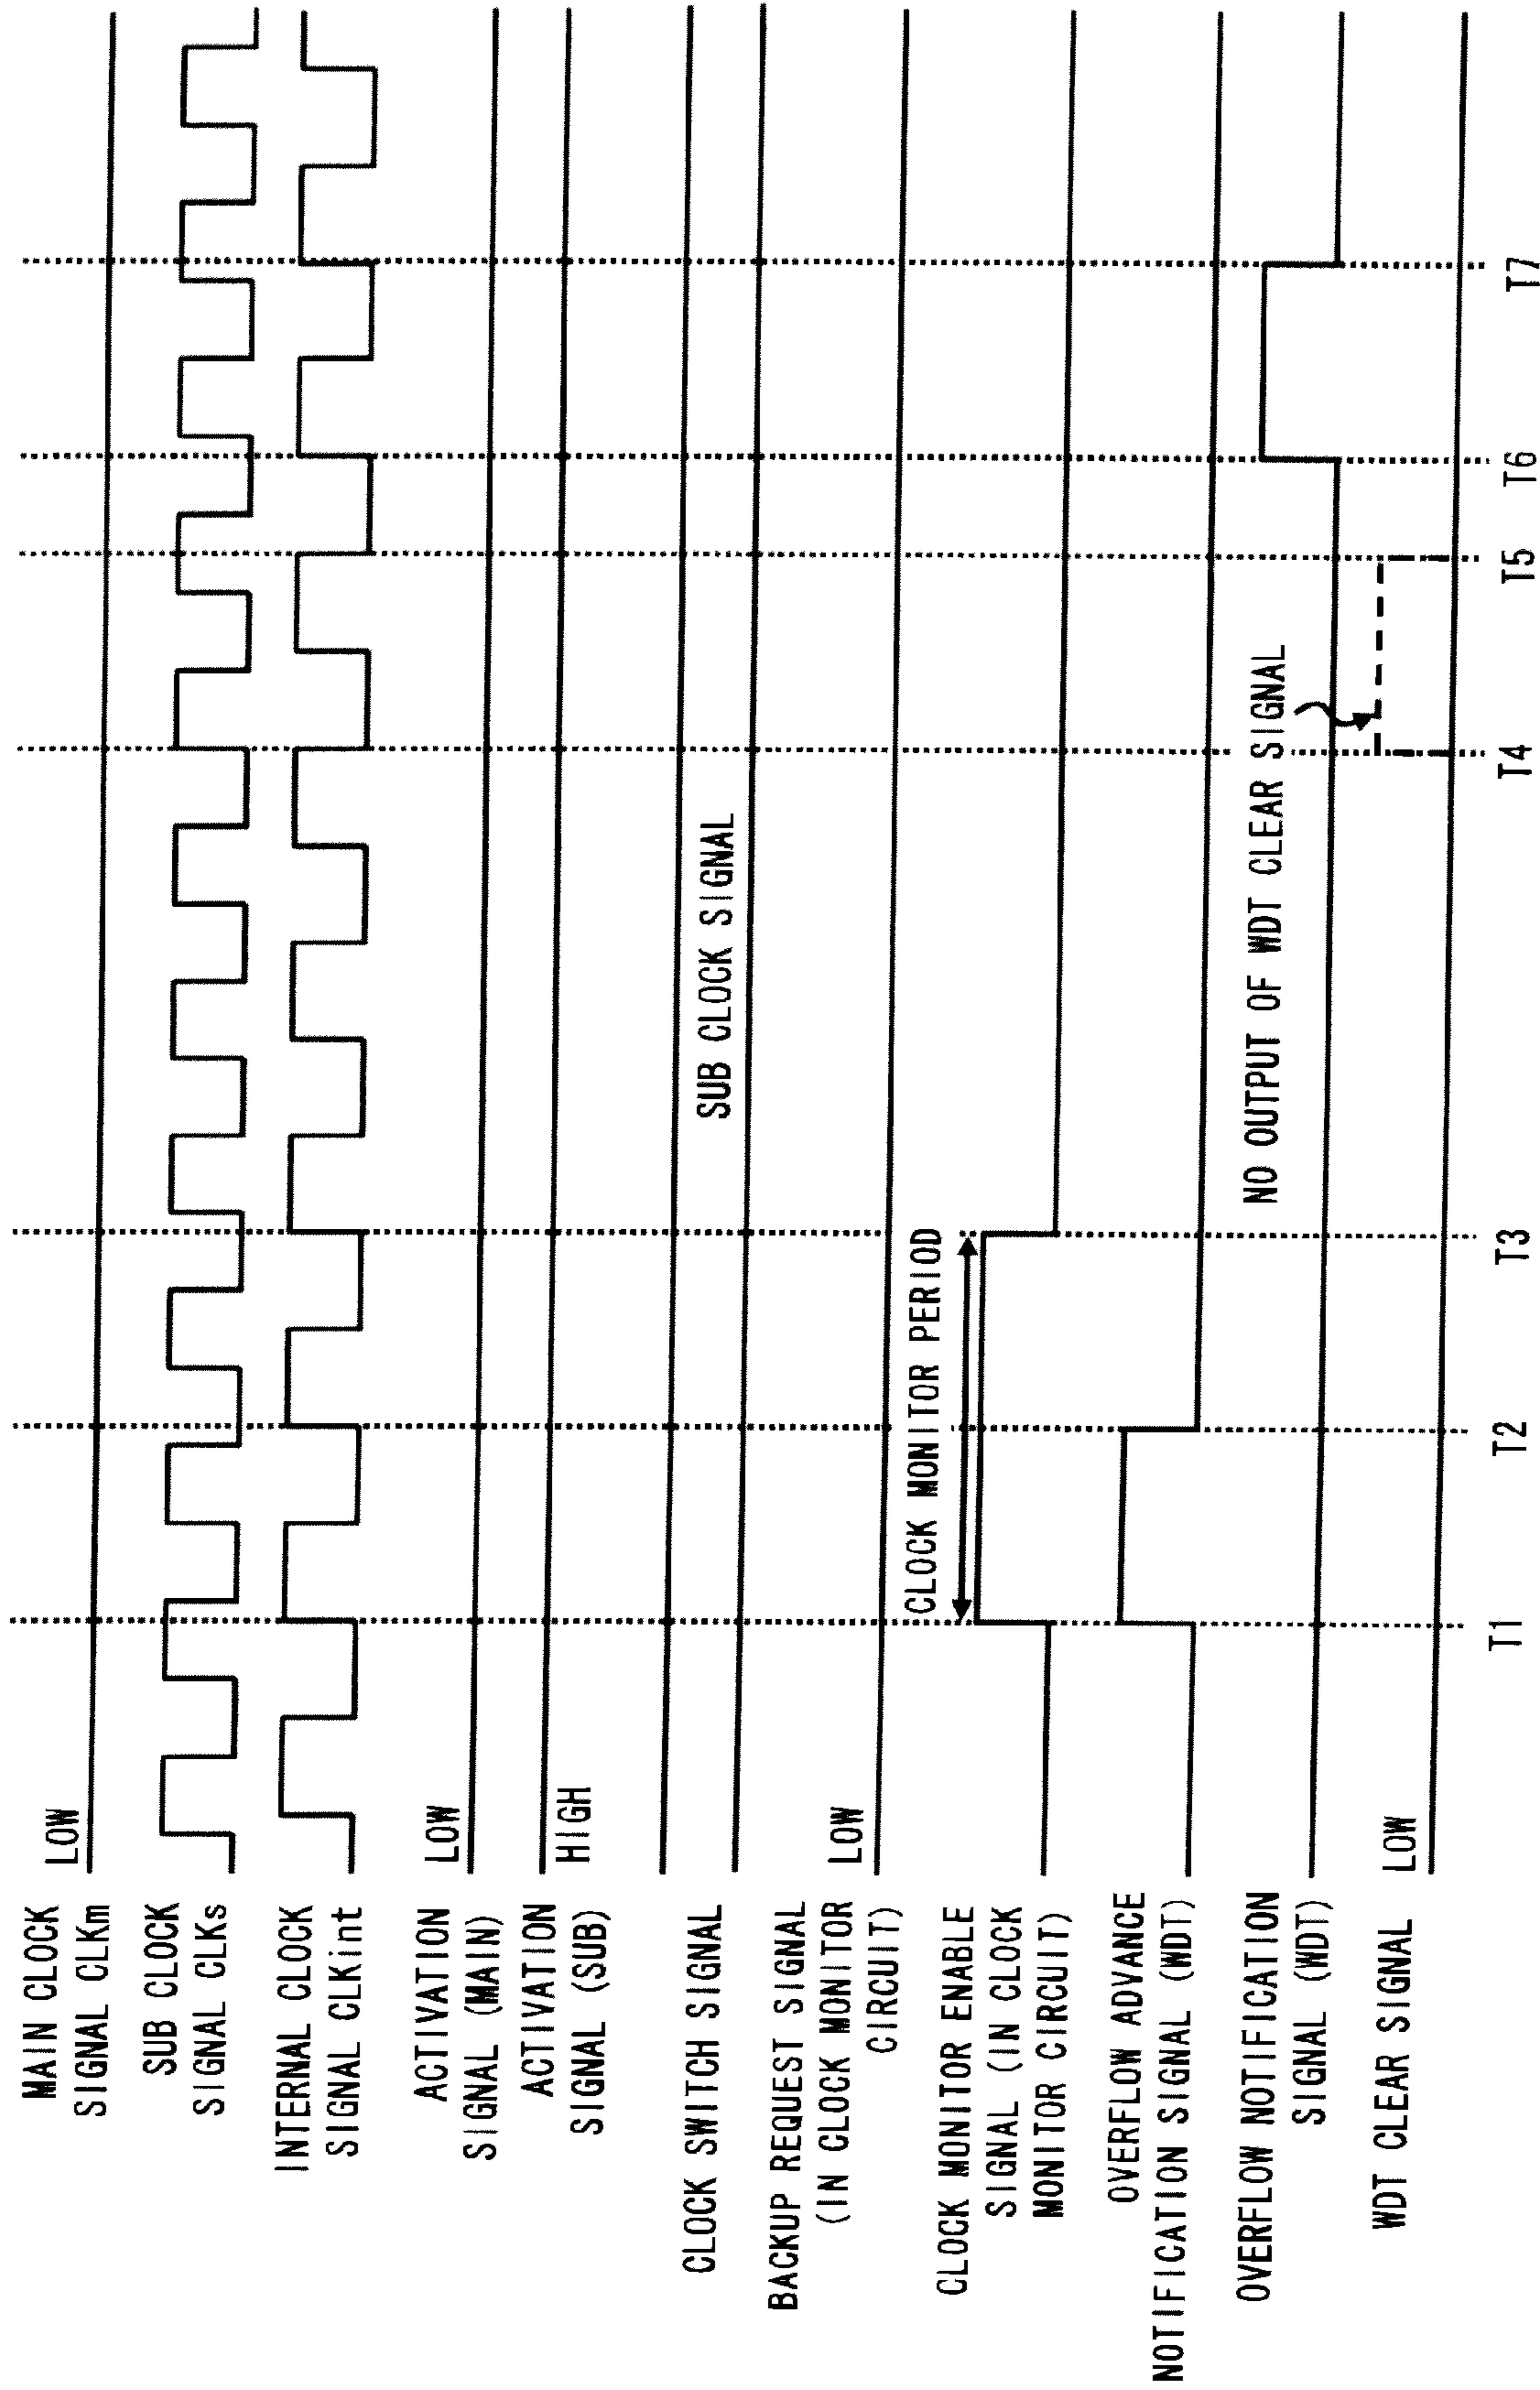 MAIN CLOCK
SIGNAL CLKm
LOW
SUB CLOCK
SIGNAL CLKs
INTERNAL CLOCK
SIGNAL CLKint
ACTIVATION
SIGNAL (MAIN)
LOW
ACTIVATION
SIGNAL (SUB)
HIGH
CLOCK SWITCH SIGNAL
SUB CLOCK SIGNAL
BACKUP REQUEST SIGNAL
(IN CLOCK MONITOR
CIRCUIT)
LOW
CLOCK MONITOR PERIOD
CLOCK MONITOR ENABLE
SIGNAL (IN CLOCK
MONITOR CIRCUIT)
OVERFLOW ADVANCE
NOTIFICATION SIGNAL (WDT)
OVERFLOW NOTIFICATION
SIGNAL (WDT)
NO OUTPUT OF WDT CLEAR SIGNAL
WDT CLEAR SIGNAL
LOW
T1
T2
T3
T4
T5
T6
T7